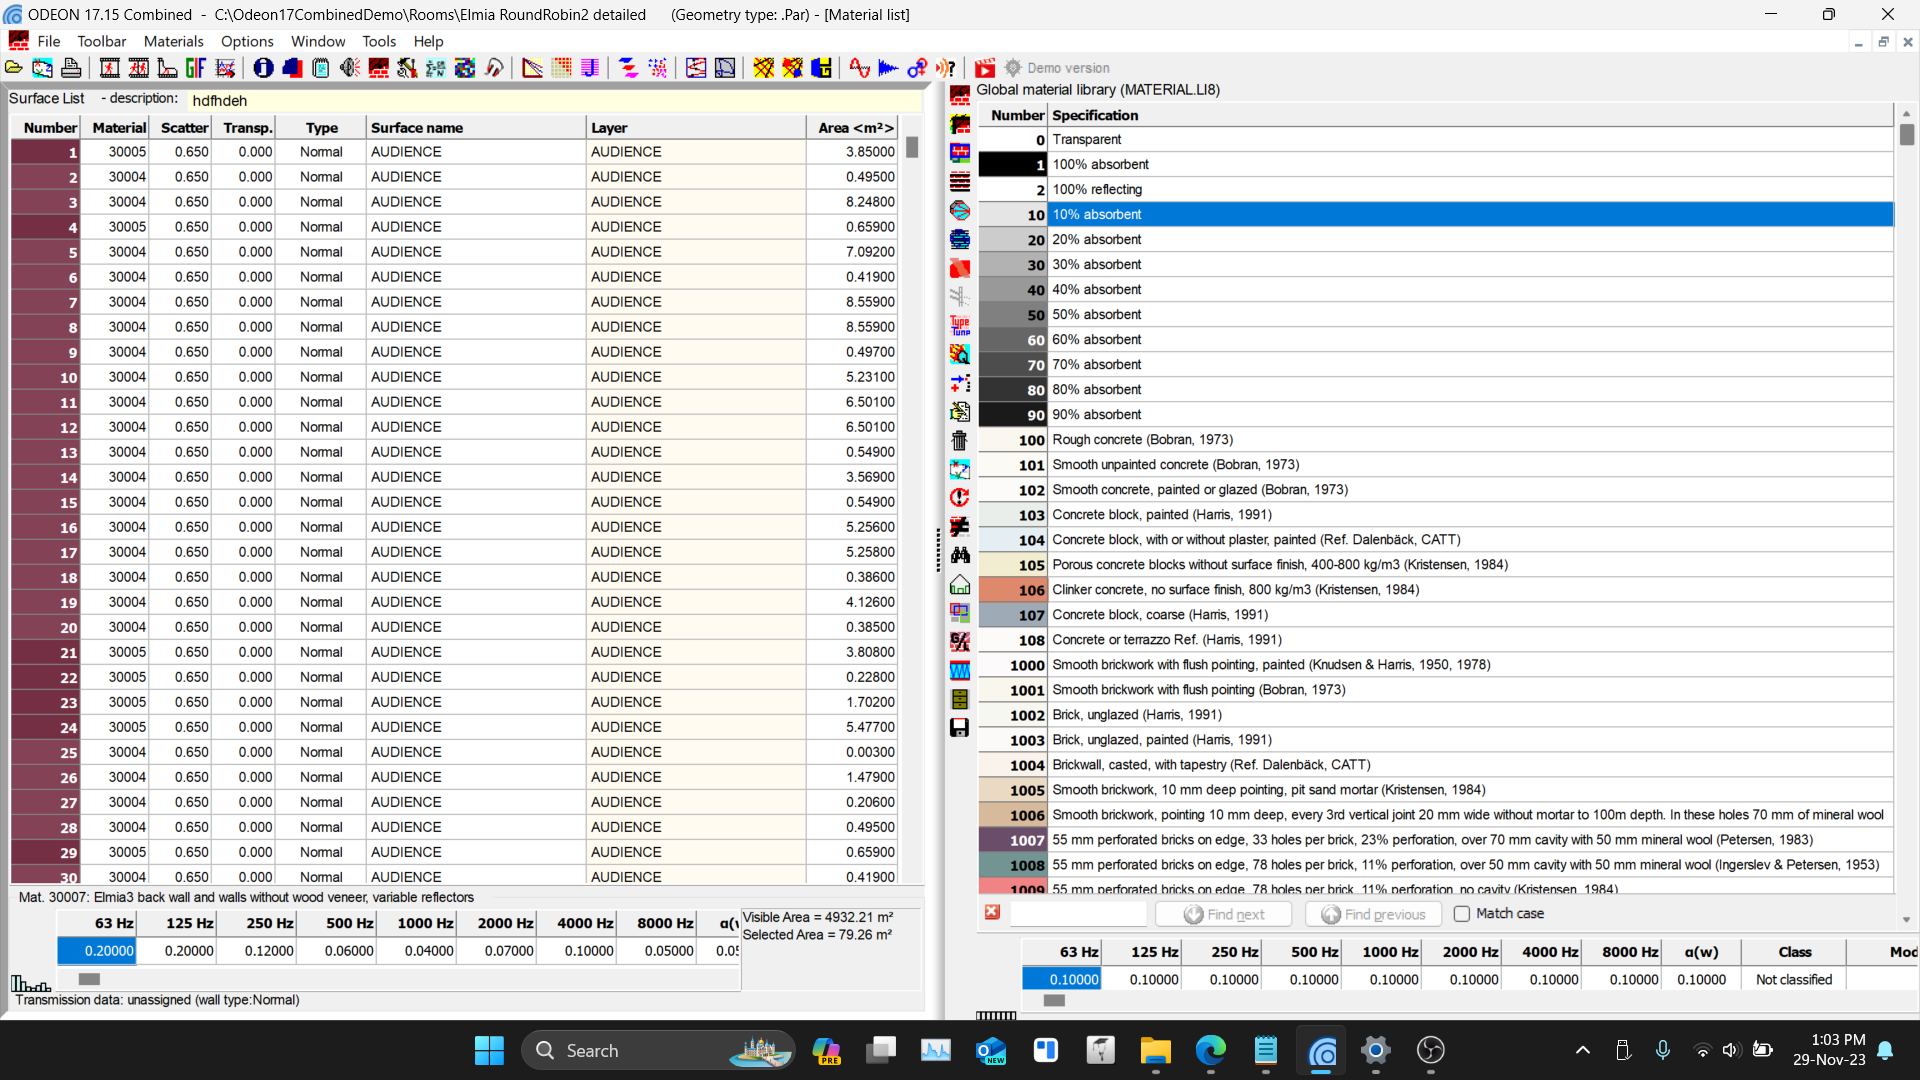 ODEON 17.15 Combined - C:\Odeon17CombinedDemo\Rooms\Elmia RoundRobin2 detailed (Geometry type: .Par) - [Material list]
File Toolbar Materials Options Window Tools Help
GIF Demo version
Surface List - description: hdfhdeh
Number Material Scatter Transp. Type Surface name Layer Area <m²>
1 30005 0.650 0.000 Normal AUDIENCE AUDIENCE 3.85000
2 30004 0.650 0.000 Normal AUDIENCE AUDIENCE 0.49500
3 30004 0.650 0.000 Normal AUDIENCE AUDIENCE 8.24800
4 30005 0.650 0.000 Normal AUDIENCE AUDIENCE 0.65900
5 30004 0.650 0.000 Normal AUDIENCE AUDIENCE 7.09200
6 30004 0.650 0.000 Normal AUDIENCE AUDIENCE 0.41900
7 30004 0.650 0.000 Normal AUDIENCE AUDIENCE 8.55900
8 30004 0.650 0.000 Normal AUDIENCE AUDIENCE 8.55900
9 30004 0.650 0.000 Normal AUDIENCE AUDIENCE 0.49700
10 30004 0.650 0.000 Normal AUDIENCE AUDIENCE 5.23100
11 30004 0.650 0.000 Normal AUDIENCE AUDIENCE 6.50100
12 30004 0.650 0.000 Normal AUDIENCE AUDIENCE 6.50100
13 30004 0.650 0.000 Normal AUDIENCE AUDIENCE 0.54900
14 30004 0.650 0.000 Normal AUDIENCE AUDIENCE 3.56900
15 30004 0.650 0.000 Normal AUDIENCE AUDIENCE 0.54900
16 30004 0.650 0.000 Normal AUDIENCE AUDIENCE 5.25600
17 30004 0.650 0.000 Normal AUDIENCE AUDIENCE 5.25800
18 30004 0.650 0.000 Normal AUDIENCE AUDIENCE 0.38600
19 30004 0.650 0.000 Normal AUDIENCE AUDIENCE 4.12600
20 30004 0.650 0.000 Normal AUDIENCE AUDIENCE 0.38500
21 30005 0.650 0.000 Normal AUDIENCE AUDIENCE 3.80800
22 30005 0.650 0.000 Normal AUDIENCE AUDIENCE 0.22800
23 30005 0.650 0.000 Normal AUDIENCE AUDIENCE 1.70200
24 30005 0.650 0.000 Normal AUDIENCE AUDIENCE 5.47700
25 30004 0.650 0.000 Normal AUDIENCE AUDIENCE 0.00300
26 30004 0.650 0.000 Normal AUDIENCE AUDIENCE 1.47900
27 30004 0.650 0.000 Normal AUDIENCE AUDIENCE 0.20600
28 30004 0.650 0.000 Normal AUDIENCE AUDIENCE 0.49500
29 30005 0.650 0.000 Normal AUDIENCE AUDIENCE 0.65900
30 30004 0.650 0.000 Normal AUDIENCE AUDIENCE 0.41900
Mat. 30007: Elmia3 back wall and walls without wood veneer, variable reflectors
63 Hz 125 Hz 250 Hz 500 Hz 1000 Hz 2000 Hz 4000 Hz 8000 Hz
0.20000 0.20000 0.12000 0.06000 0.04000 0.07000 0.10000 0.05000
Visible Area = 4932.21 m²
Selected Area = 79.26 m²
Transmission data: unassigned (wall type:Normal)
Global material library (MATERIAL.LI8)
Number Specification
0 Transparent
1 100% absorbent
2 100% reflecting
10 10% absorbent
20 20% absorbent
30 30% absorbent
40 40% absorbent
50 50% absorbent
60 60% absorbent
70 70% absorbent
80 80% absorbent
90 90% absorbent
100 Rough concrete (Bobran, 1973)
101 Smooth unpainted concrete (Bobran, 1973)
102 Smooth concrete, painted or glazed (Bobran, 1973)
103 Concrete block, painted (Harris, 1991)
104 Concrete block, with or without plaster, painted (Ref. Dalenbäck, CATT)
105 Porous concrete blocks without surface finish, 400-800 kg/m3 (Kristensen, 1984)
106 Clinker concrete, no surface finish, 800 kg/m3 (Kristensen, 1984)
107 Concrete block, coarse (Harris, 1991)
108 Concrete or terrazzo Ref. (Harris, 1991)
1000 Smooth brickwork with flush pointing, painted (Knudsen & Harris, 1950, 1978)
1001 Smooth brickwork with flush pointing (Bobran, 1973)
1002 Brick, unglazed (Harris, 1991)
1003 Brick, unglazed, painted (Harris, 1991)
1004 Brickwall, casted, with tapestry (Ref. Dalenbäck, CATT)
1005 Smooth brickwork, 10 mm deep pointing, pit sand mortar (Kristensen, 1984)
1006 Smooth brickwork, pointing 10 mm deep, every 3rd vertical joint 20 mm wide without mortar to 100m depth. In these holes 70 mm of mineral wool
1007 55 mm perforated bricks on edge, 33 holes per brick, 23% perforation, over 70 mm cavity with 50 mm mineral wool (Petersen, 1983)
1008 55 mm perforated bricks on edge, 78 holes per brick, 11% perforation, over 50 mm cavity with 50 mm mineral wool (Ingerslev & Petersen, 1953)
1009 55 mm perforated bricks on edge, 78 holes per brick, 11% perforation, no cavity (Kristensen, 1984)
Find next Find previous Match case
63 Hz 125 Hz 250 Hz 500 Hz 1000 Hz 2000 Hz 4000 Hz 8000 Hz α(w) Class Mod
0.10000 0.10000 0.10000 0.10000 0.10000 0.10000 0.10000 0.10000 0.10000 Not classified
Search PRE NEW
1:03 PM
29-Nov-23